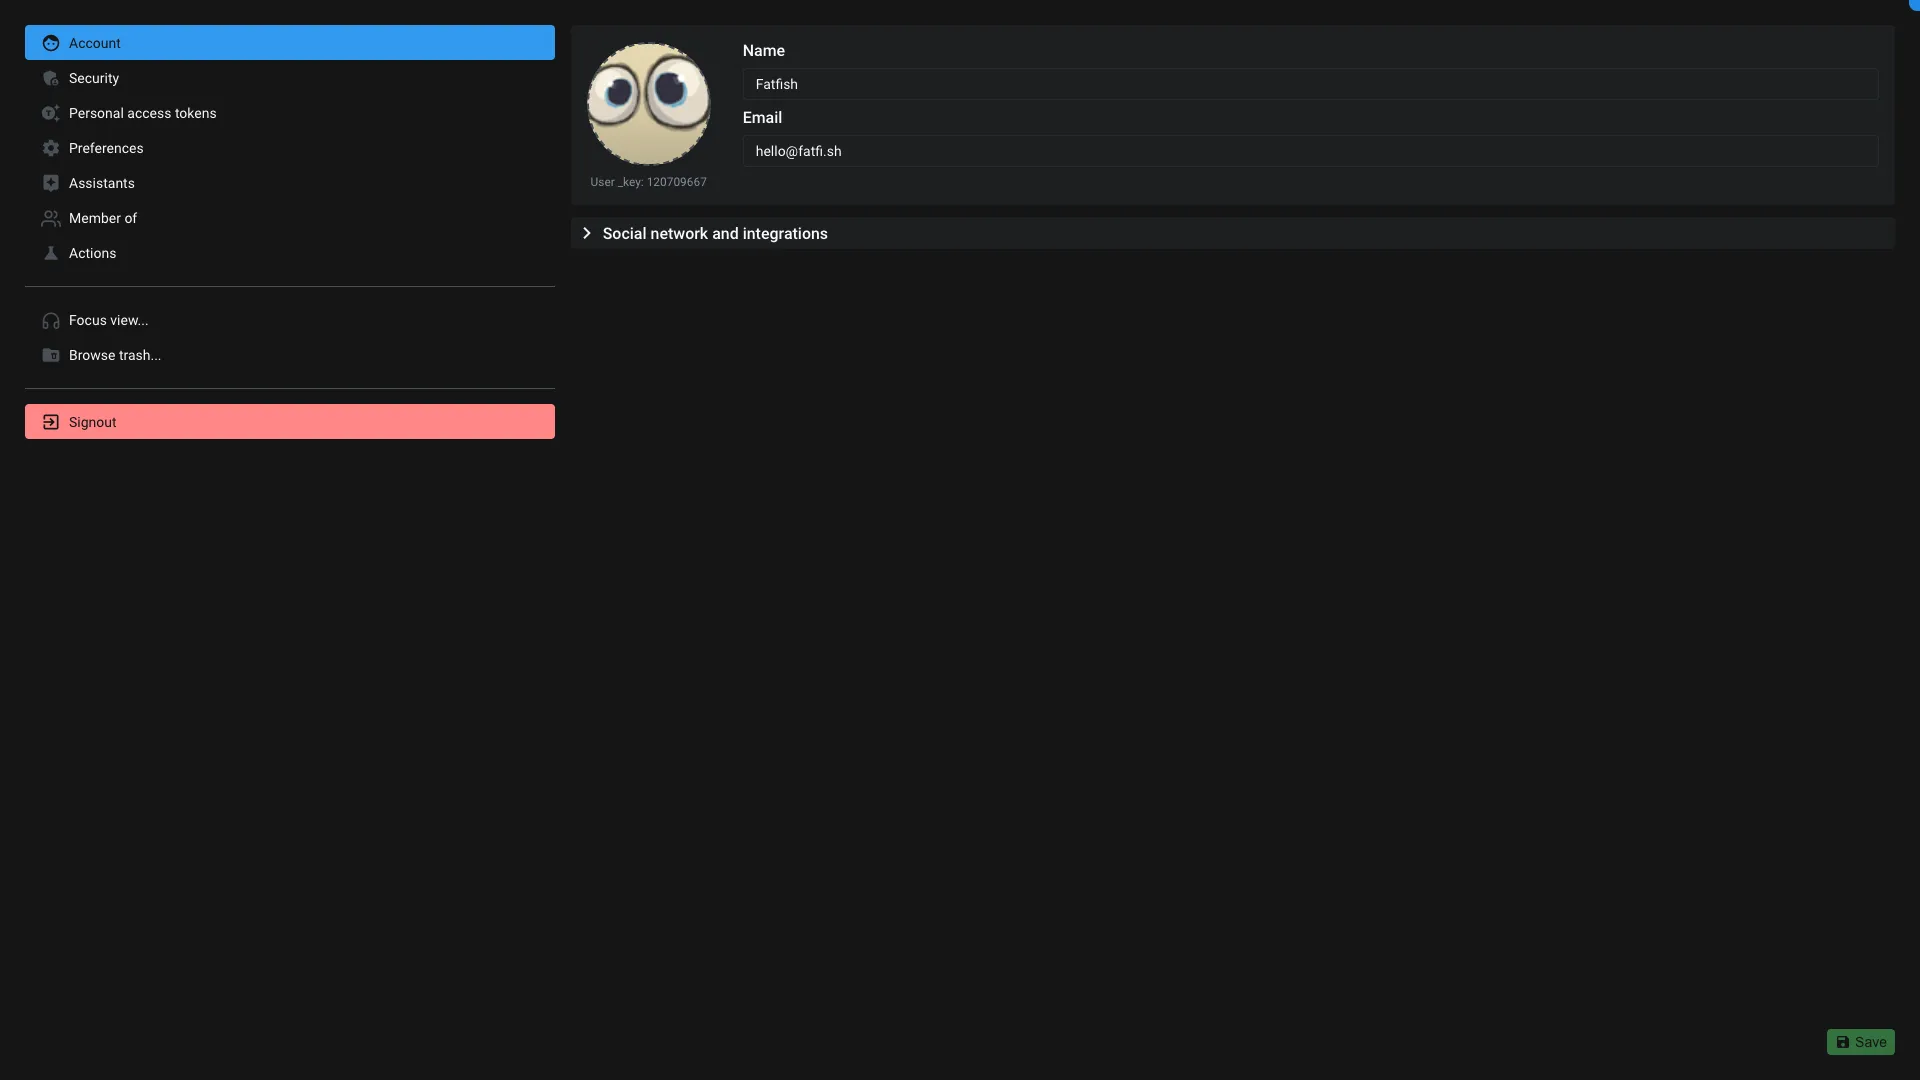 Account
Security
Personal access tokens
Preferences
Assistants
Member of
Actions
Focus view...
Browse trash...
Signout
Name
Fatfish
Email
hello@fatfi.sh
User _key: 120709667
Social network and integrations
Save